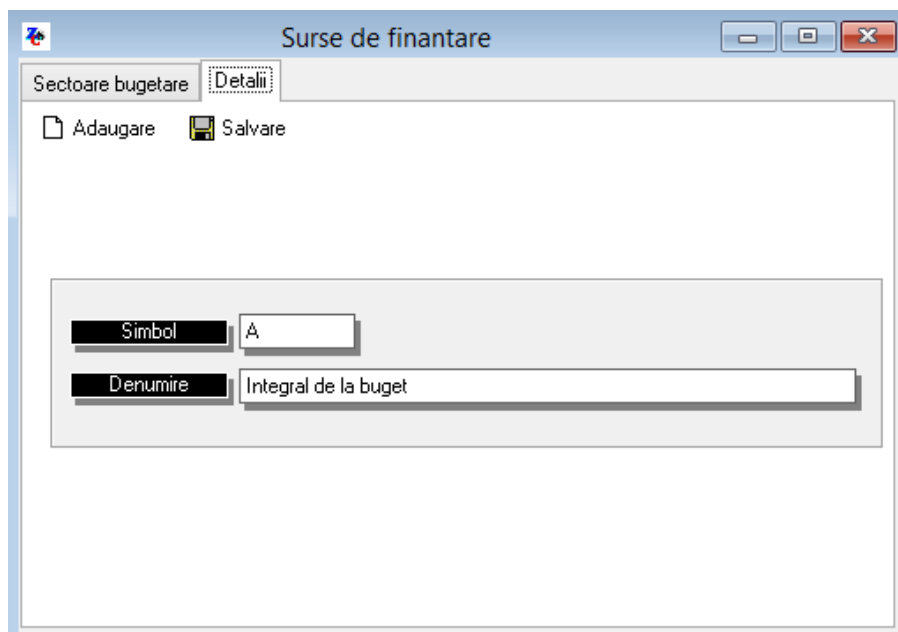 Surse de finantare
Sectoare bugetare Detalii
Adaugare Salvare
Simbol A
Denumire Integral de la buget